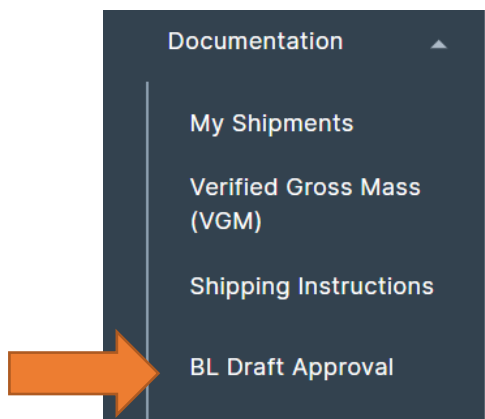 Documentation
My Shipments
Verified Gross Mass
(VGM)
Shipping Instructions
BL Draft Approval